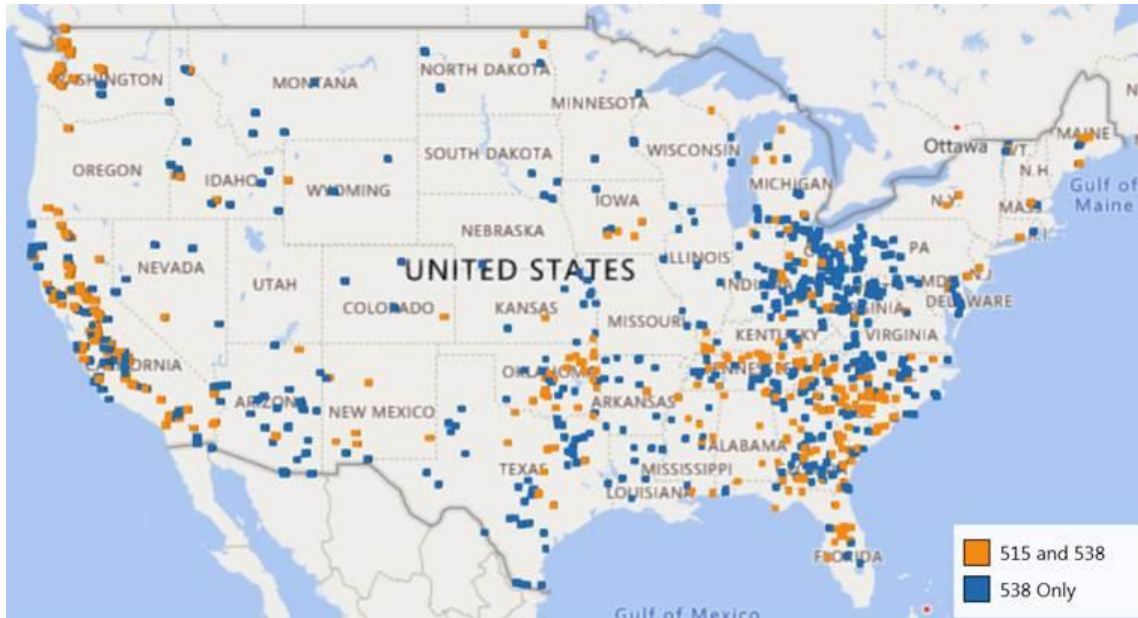 WASHINGTON
MONTANA
NORTH DAKOTA
MINNESOTA
Ottawa
VT.
MAINE
N
OREGON
IDAHO
WYOMING
SOUTH DAKOTA
WISCONSIN
MICHIGAN
N.Y.
N.H.
MASS
R.I.
Gulf of
Maine
NEVADA
UTAH
COLORADO
NEBRASKA
IOWA
UNITED STATES
KANSAS
MISSOURI
ILLINOIS
INDIANA
PA
MD
NJ
DELAWARE
KENTUCKY
VIRGINIA
CALIFORNIA
ARIZONA
NEW MEXICO
OKLAHOMA
ARKANSAS
TENNESSEE
TEXAS
LOUISIANA
MISSISSIPPI
ALABAMA
FLORIDA
Gulf of Mexico
515 and 538
538 Only